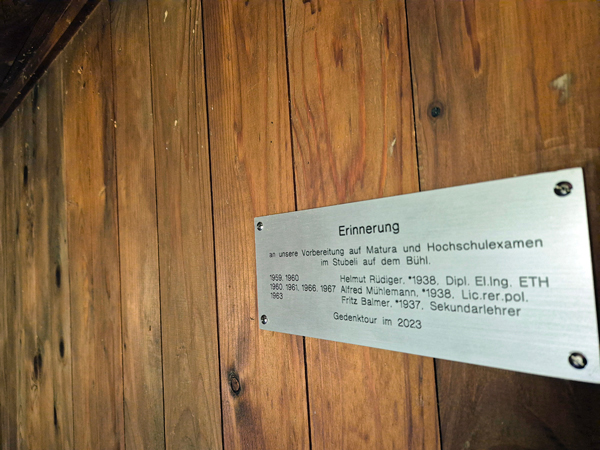 Erinnerung
an unsere Vorbereitung auf Matura und Hochschulexamen
im Stubeli auf dem Bühl.
1959, 1960 Helmut Rüdiger, *1938, Dipl. El.Ing. ETH
1960, 1961, 1966, 1967 Alfred Mühlemann, *1938, Lic.rer.pol.
1963 Fritz Balmer, *1937, Sekundarlehrer
Gedenktour im 2023